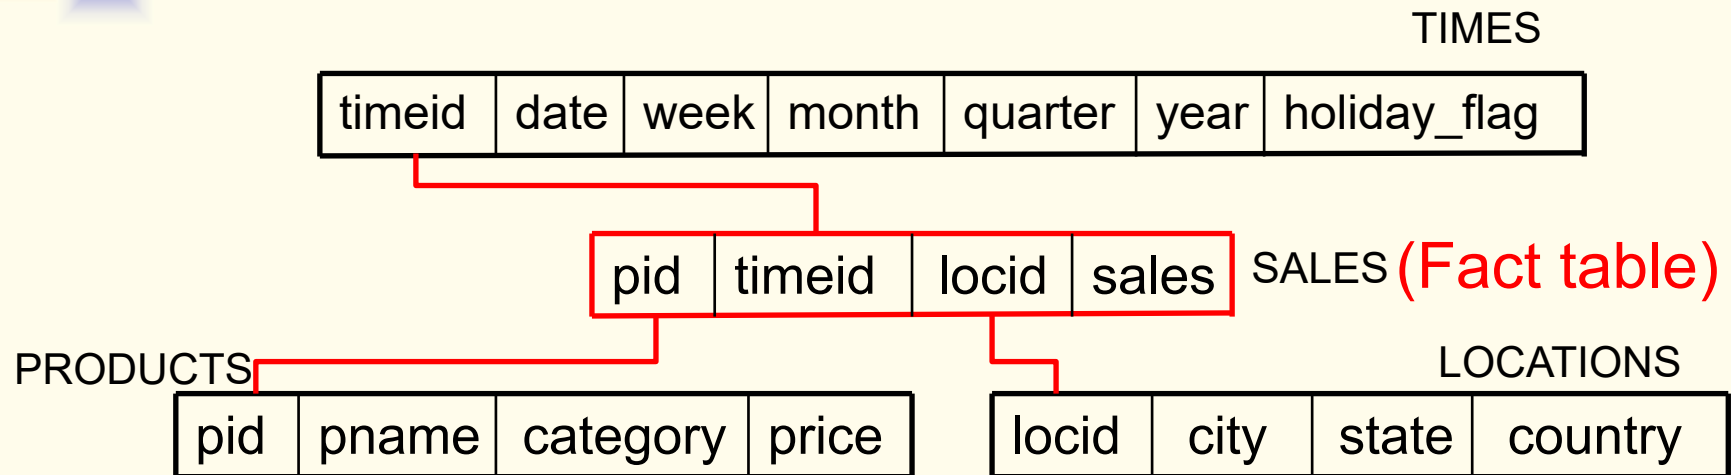 TIMES
timeid date week month quarter year holiday_flag
pid timeid locid sales SALES (Fact table)
PRODUCTS LOCATIONS
pid pname category price locid city state country